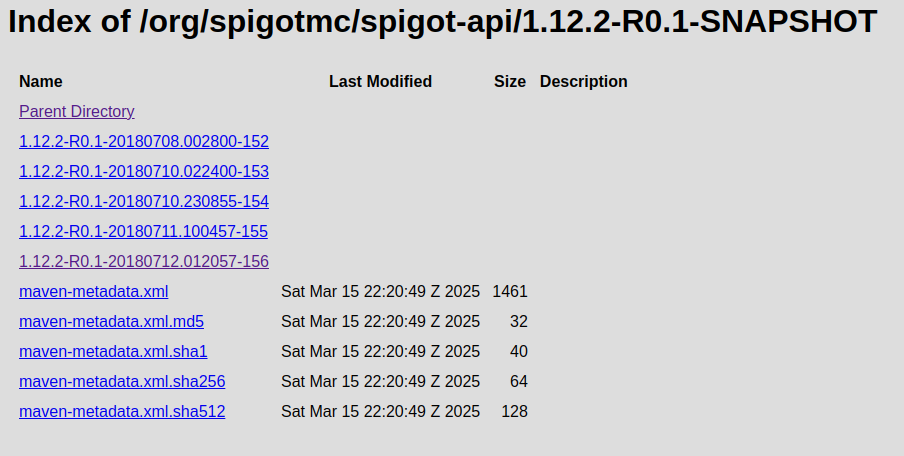 Index of /org/spigotmc/spigot-api/1.12.2-R0.1-SNAPSHOT
Name Last Modified Size Description
Parent Directory
1.12.2-R0.1-20180708.002800-152
1.12.2-R0.1-20180710.022400-153
1.12.2-R0.1-20180710.230855-154
1.12.2-R0.1-20180711.100457-155
1.12.2-R0.1-20180712.012057-156
maven-metadata.xml Sat Mar 15 22:20:49 Z 2025 1461
maven-metadata.xml.md5 Sat Mar 15 22:20:49 Z 2025 32
maven-metadata.xml.sha1 Sat Mar 15 22:20:49 Z 2025 40
maven-metadata.xml.sha256 Sat Mar 15 22:20:49 Z 2025 64
maven-metadata.xml.sha512 Sat Mar 15 22:20:49 Z 2025 128